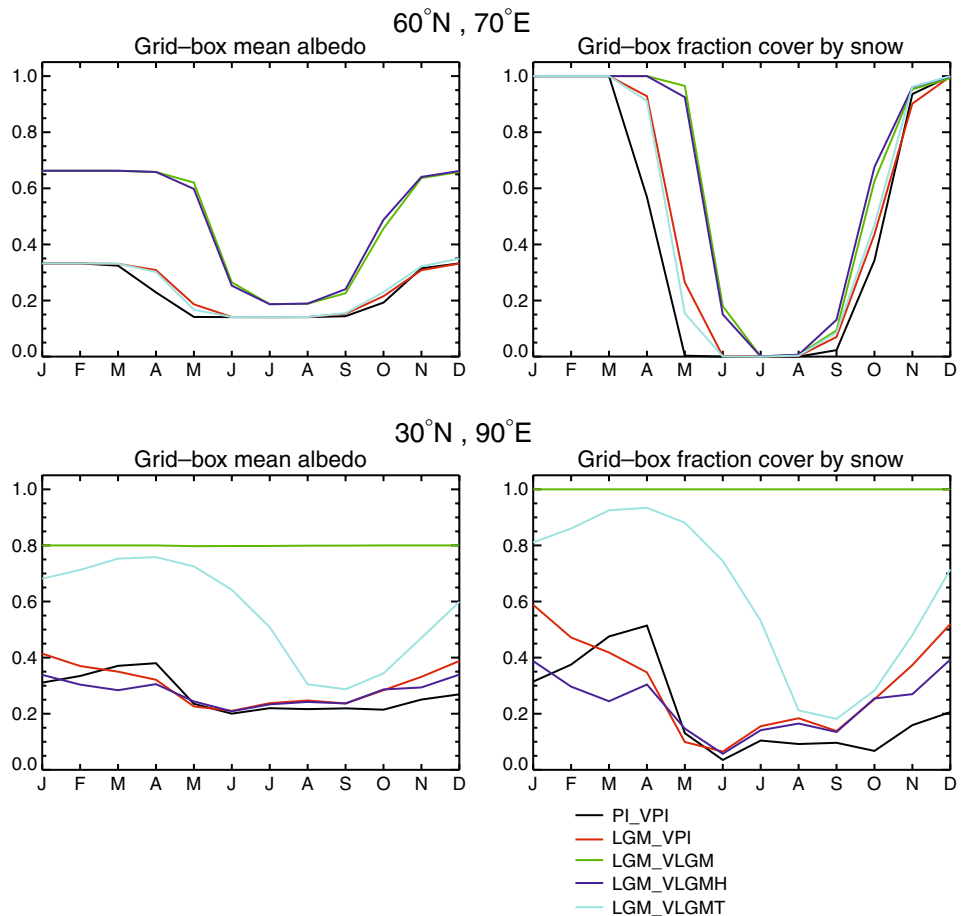 60°N , 70°E
Grid–box mean albedo
Grid–box fraction cover by snow
1.0
0.8
0.6
0.4
0.2
0.0
J F M A M J J A S O N D
1.0
0.8
0.6
0.4
0.2
0.0
J F M A M J J A S O N D
30°N , 90°E
Grid–box mean albedo
Grid–box fraction cover by snow
1.0
0.8
0.6
0.4
0.2
0.0
J F M A M J J A S O N D
1.0
0.8
0.6
0.4
0.2
0.0
J F M A M J J A S O N D
PI_VPI
LGM_VPI
LGM_VLGM
LGM_VLGMH
LGM_VLGMT